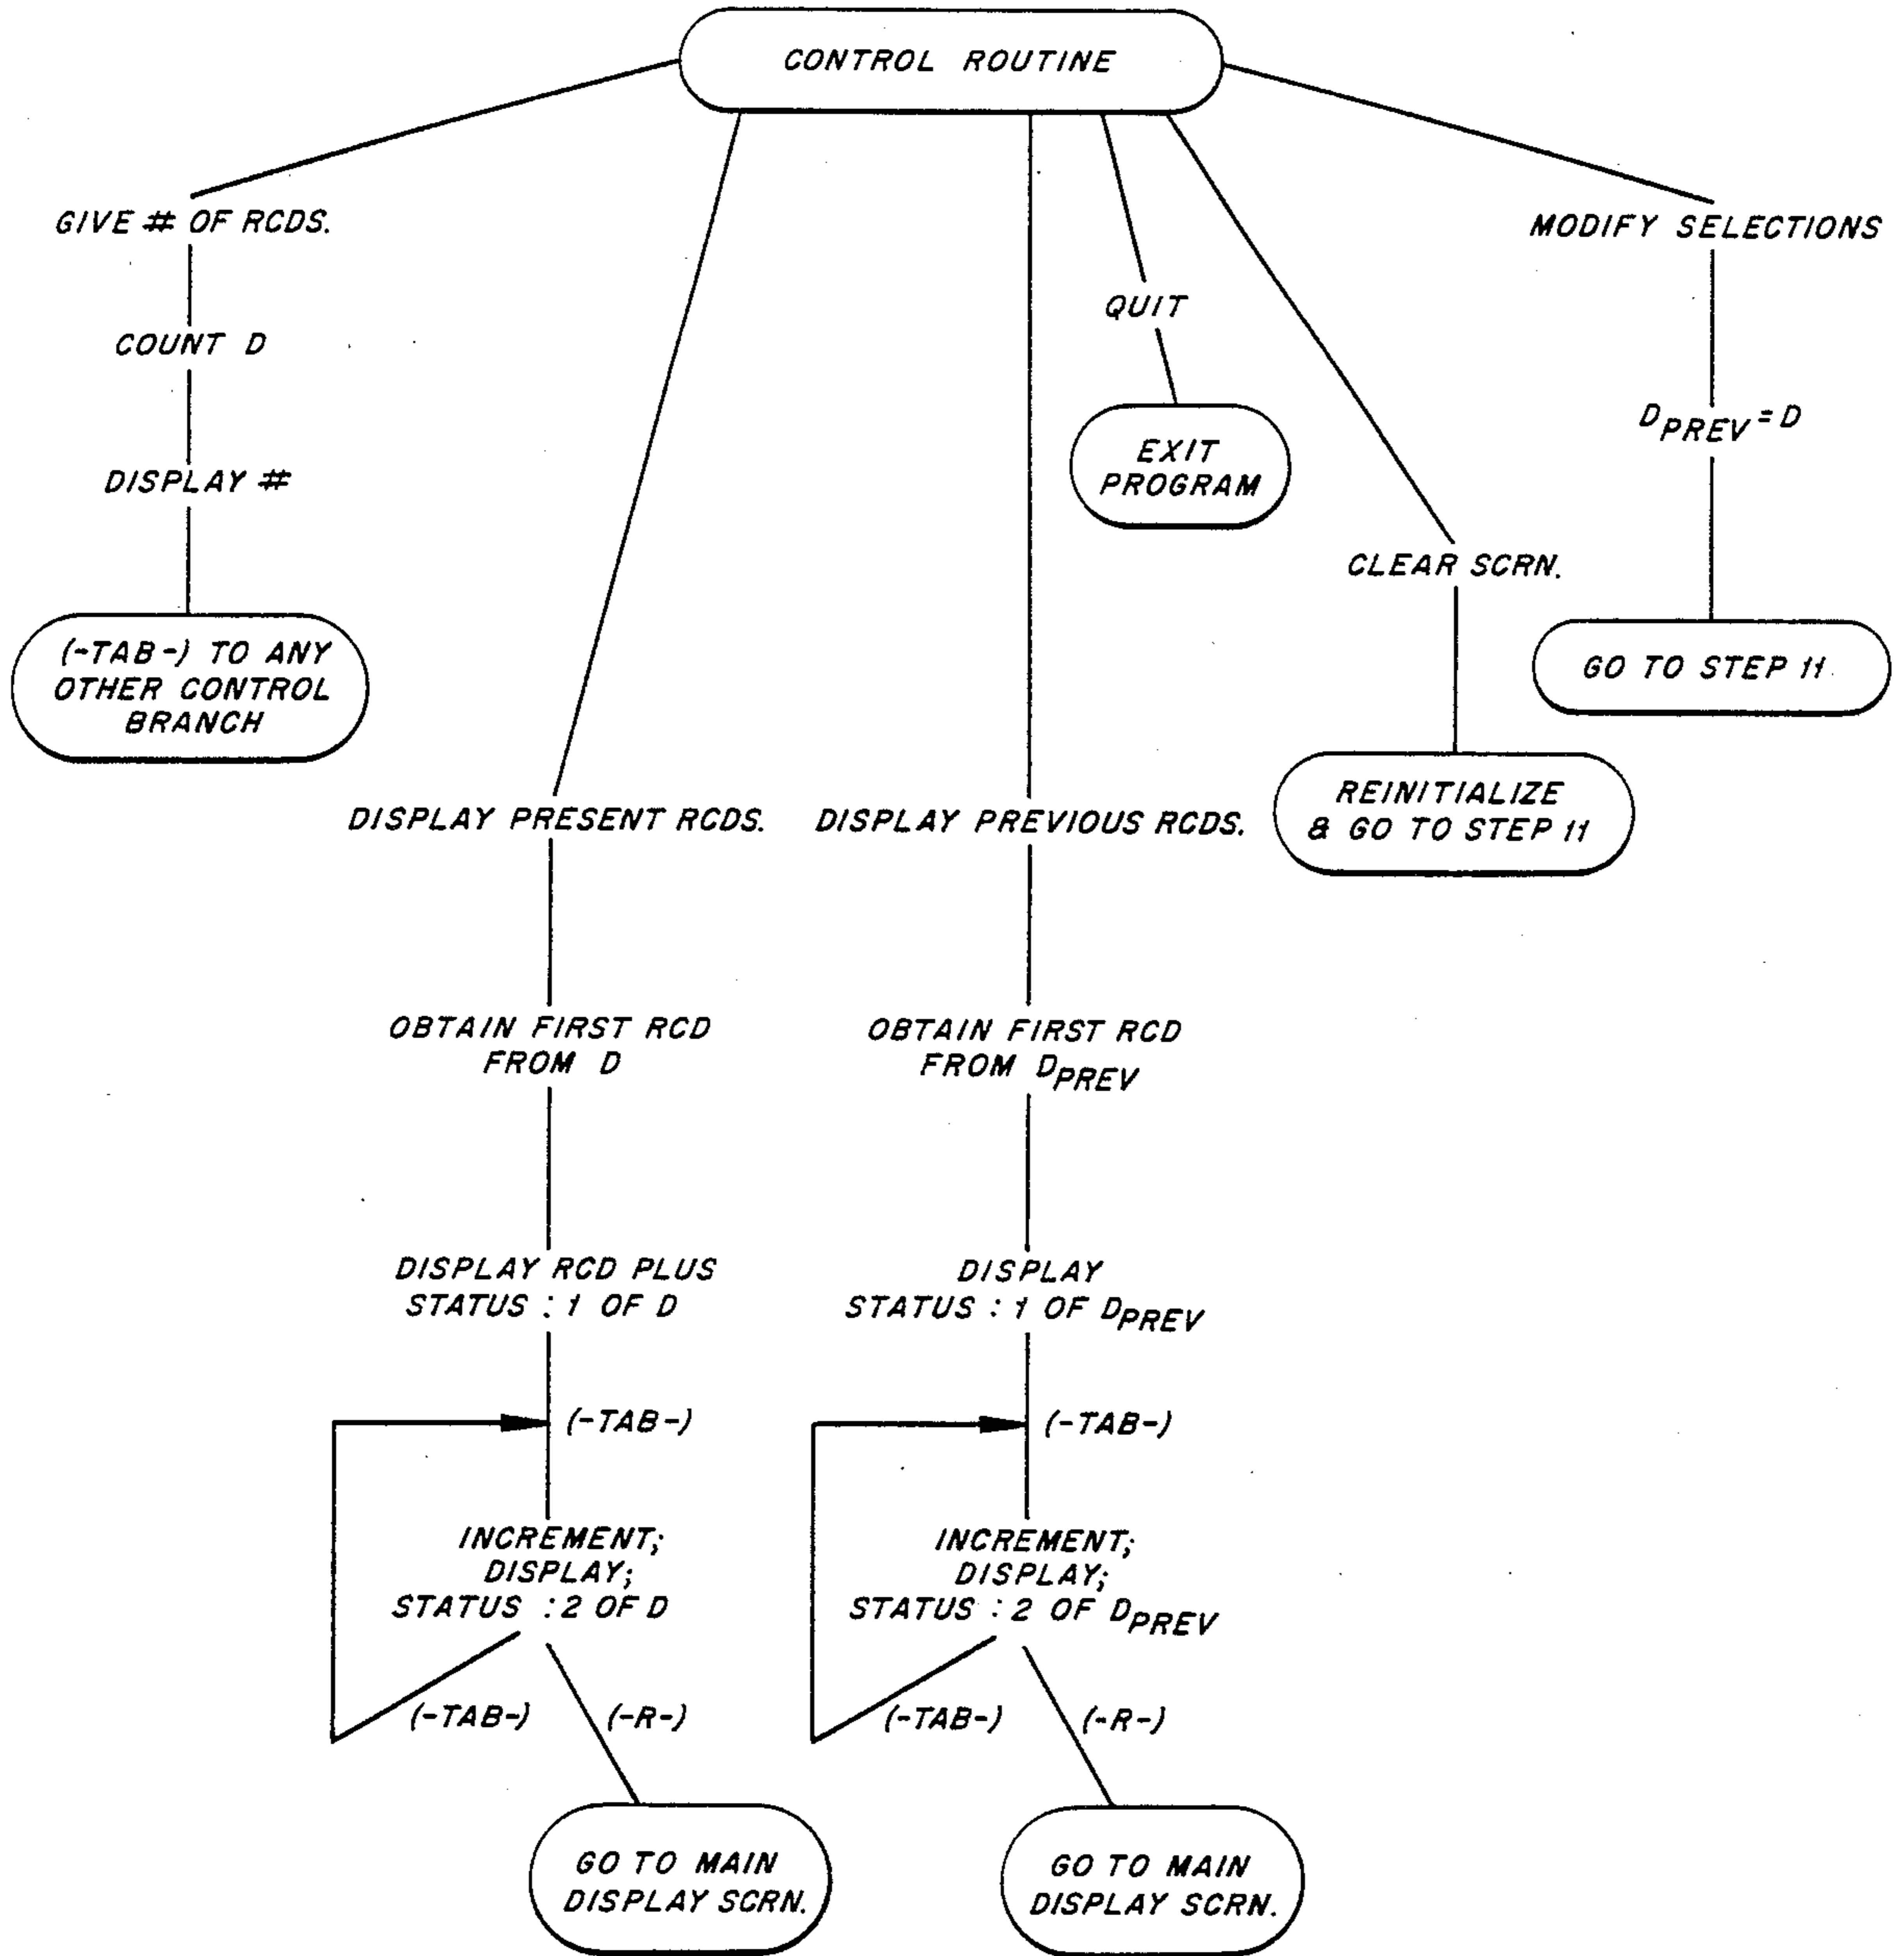 CONTROL ROUTINE
GIVE # OF RCDS.
COUNT D
DISPLAY #
(-TAB-) TO ANY
OTHER CONTROL
BRANCH
DISPLAY PRESENT RCDS.
OBTAIN FIRST RCD
FROM D
DISPLAY RCD PLUS
STATUS : 1 OF D
(-TAB-)
INCREMENT;
DISPLAY;
STATUS : 2 OF D
(-TAB-)
(-R-)
GO TO MAIN
DISPLAY SCRN.
DISPLAY PREVIOUS RCDS.
OBTAIN FIRST RCD
FROM DPREV
DISPLAY
STATUS : 1 OF DPREV
(-TAB-)
INCREMENT;
DISPLAY;
STATUS : 2 OF DPREV
(-TAB-)
(-R-)
GO TO MAIN
DISPLAY SCRN.
QUIT
EXIT
PROGRAM
CLEAR SCRN.
REINITIALIZE
& GO TO STEP 11
MODIFY SELECTIONS
DPREV = D
GO TO STEP 11